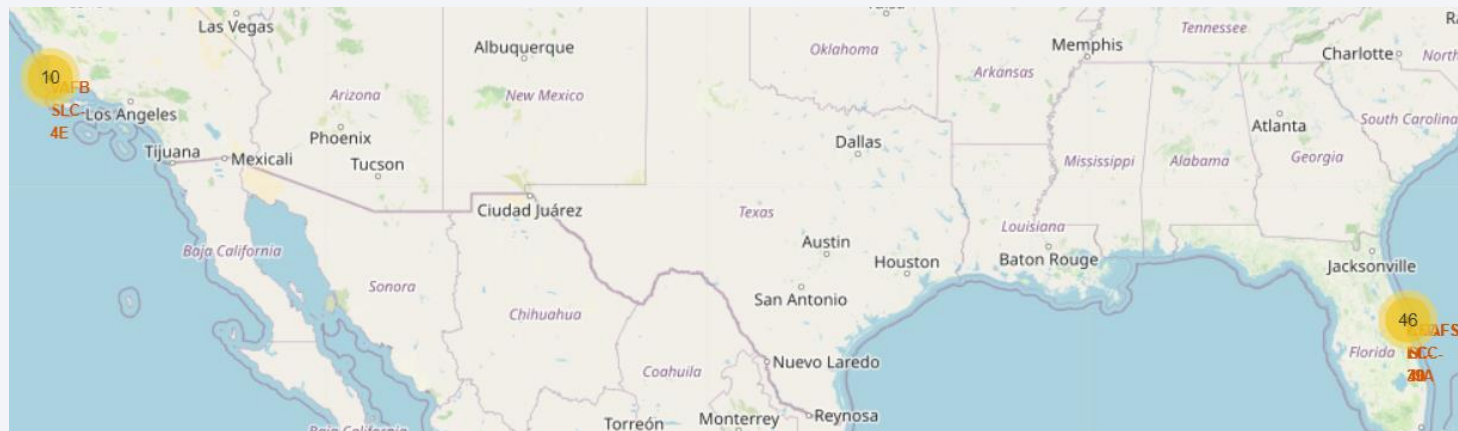 Las Vegas
Albuquerque
Oklahoma
Memphis
Tennessee
Charlotte
North
10
VAFB
SLC-
4E
Los Angeles
Arizona
New Mexico
Arkansas
Phoenix
Atlanta
South Carolina
Tijuana
Mexicali
Tucson
Dallas
Mississippi
Alabama
Georgia
Ciudad Juárez
Texas
Louisiana
Baja California
Austin
Houston
Baton Rouge
Jacksonville
Sonora
San Antonio
Chihuahua
46
Florida
Coahuila
Nuevo Laredo
Torreón
Monterrey
Reynosa
Baja California